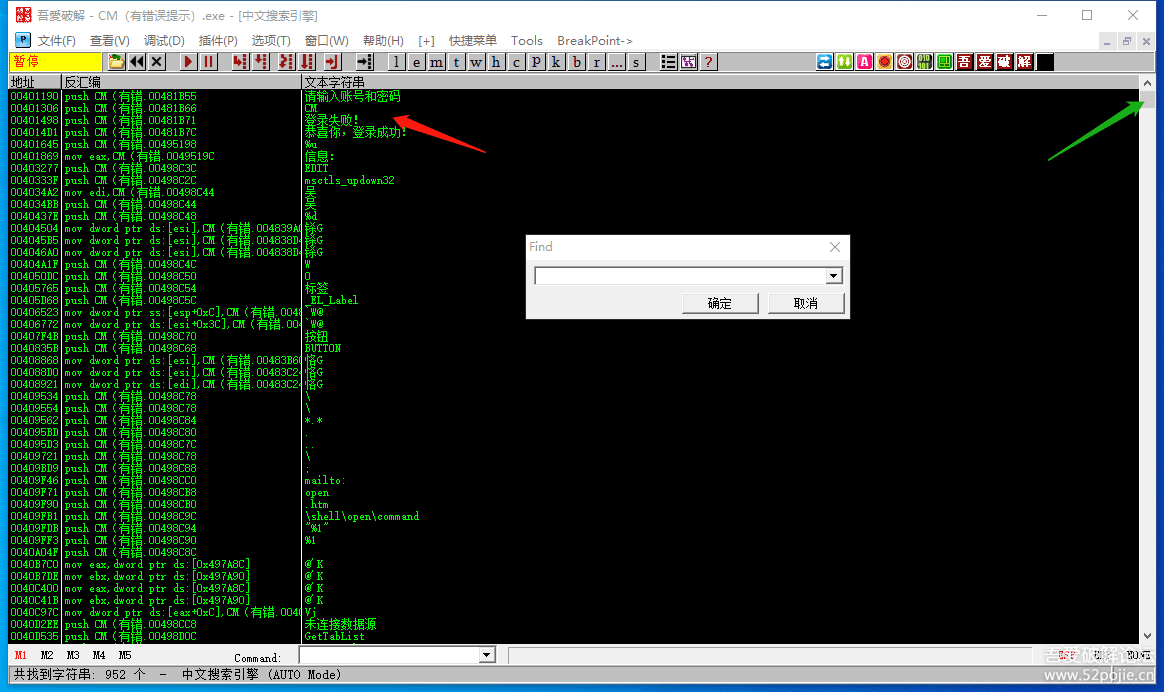 吾爱破解 - CM（有错误提示）.exe - [中文搜索引擎]
文件(F) 查看(V) 调试(D) 插件(P) 选项(T) 窗口(W) 帮助(H) [+] 快捷菜单 Tools BreakPoint->
暂停 l e m t w h c p k b r ... s ? 吾 爱 破 解
地址 反汇编 文本字符串
00401190 push CM（有错.00481B55 请输入账号和密码
00401306 push CM（有错.00481B66 CM
00401498 push CM（有错.00481B71 登录失败!
004014D1 push CM（有错.00481B7C 恭喜你，登录成功!
00401645 push CM（有错.00495198 %u
00401869 mov eax,CM（有错.0049519C 信息:
00403277 push CM（有错.00498C3C EDIT
0040333F push CM（有错.00498C2C msctls_updown32
004034A2 mov edi,CM（有错.00498C44
004034BB push CM（有错.00498C44
0040437E push CM（有错.00498C48 %d
00404504 mov dword ptr ds:[esi],CM（有错.004839A0
004045B5 mov dword ptr ds:[esi],CM（有错.004838D4
004046A0 mov dword ptr ds:[esi],CM（有错.004838D4
00404A1F push CM（有错.00498C4C W
004050DC push CM（有错.00498C50 O
00405765 push CM（有错.00498C54 标签
00405D68 push CM（有错.00498C5C _EL_Label
00406523 mov dword ptr ss:[esp+0xC],CM（有错.0048 `W@
00406772 mov dword ptr ds:[esi+0x3C],CM（有错.004 `W@
00407F4B push CM（有错.00498C70 按钮
0040835B push CM（有错.00498C68 BUTTON
00408868 mov dword ptr ds:[esi],CM（有错.00483B60 恪G
004088D0 mov dword ptr ds:[esi],CM（有错.00483C24 恪G
00408921 mov dword ptr ds:[edi],CM（有错.00483C24 恪G
00409534 push CM（有错.00498C78 \
00409554 push CM（有错.00498C78 \
00409562 push CM（有错.00498C84 *.*
004095BD push CM（有错.00498C80 .
004095D3 push CM（有错.00498C7C ..
00409721 push CM（有错.00498C78 \
00409BD9 push CM（有错.00498C88 :
00409F46 push CM（有错.00498CC0 mailto:
00409F71 push CM（有错.00498CB8 open
00409F90 push CM（有错.00498CB0 .htm
00409FB1 push CM（有错.00498C9C \shell\open\command
00409FDB push CM（有错.00498C94 "%1"
00409FF3 push CM（有错.00498C90 %1
0040A04F push CM（有错.00498C8C
0040B7C0 mov eax,dword ptr ds:[0x497A8C] @'K
0040B7DE mov ebx,dword ptr ds:[0x497A90] @'K
0040C400 mov eax,dword ptr ds:[0x497A8C] @'K
0040C41B mov ebx,dword ptr ds:[0x497A90] @'K
0040C97C mov dword ptr ds:[eax+0xC],CM（有错.0040 Vj
0040D2EE push CM（有错.00498CC8 未连接数据源
0040D535 push CM（有错.00498D0C GetTabList
Find
确定 取消
M1 M2 M3 M4 M5 Command:
共找到字符串: 952 个 - 中文搜索引擎 (AUTO Mode)
吾爱破解论坛
www.52pojie.cn